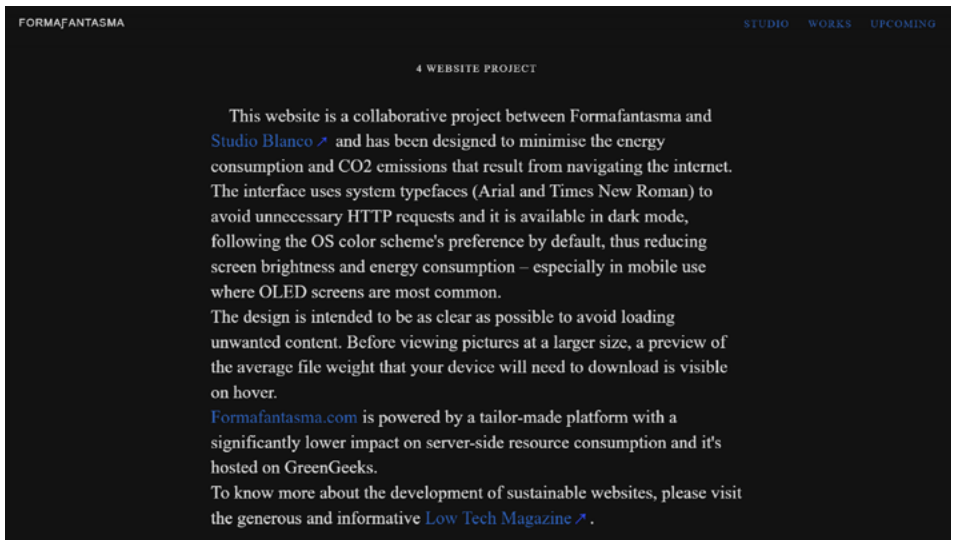 FORMAFANTASMA
STUDIO WORKS UPCOMING
4 WEBSITE PROJECT
This website is a collaborative project between Formafantasma and
Studio Blanco ↗ and has been designed to minimise the energy
consumption and CO2 emissions that result from navigating the internet.
The interface uses system typefaces (Arial and Times New Roman) to
avoid unnecessary HTTP requests and it is available in dark mode,
following the OS color scheme's preference by default, thus reducing
screen brightness and energy consumption – especially in mobile use
where OLED screens are most common.
The design is intended to be as clear as possible to avoid loading
unwanted content. Before viewing pictures at a larger size, a preview of
the average file weight that your device will need to download is visible
on hover.
Formafantasma.com is powered by a tailor-made platform with a
significantly lower impact on server-side resource consumption and it's
hosted on GreenGeeks.
To know more about the development of sustainable websites, please visit
the generous and informative Low Tech Magazine ↗ .